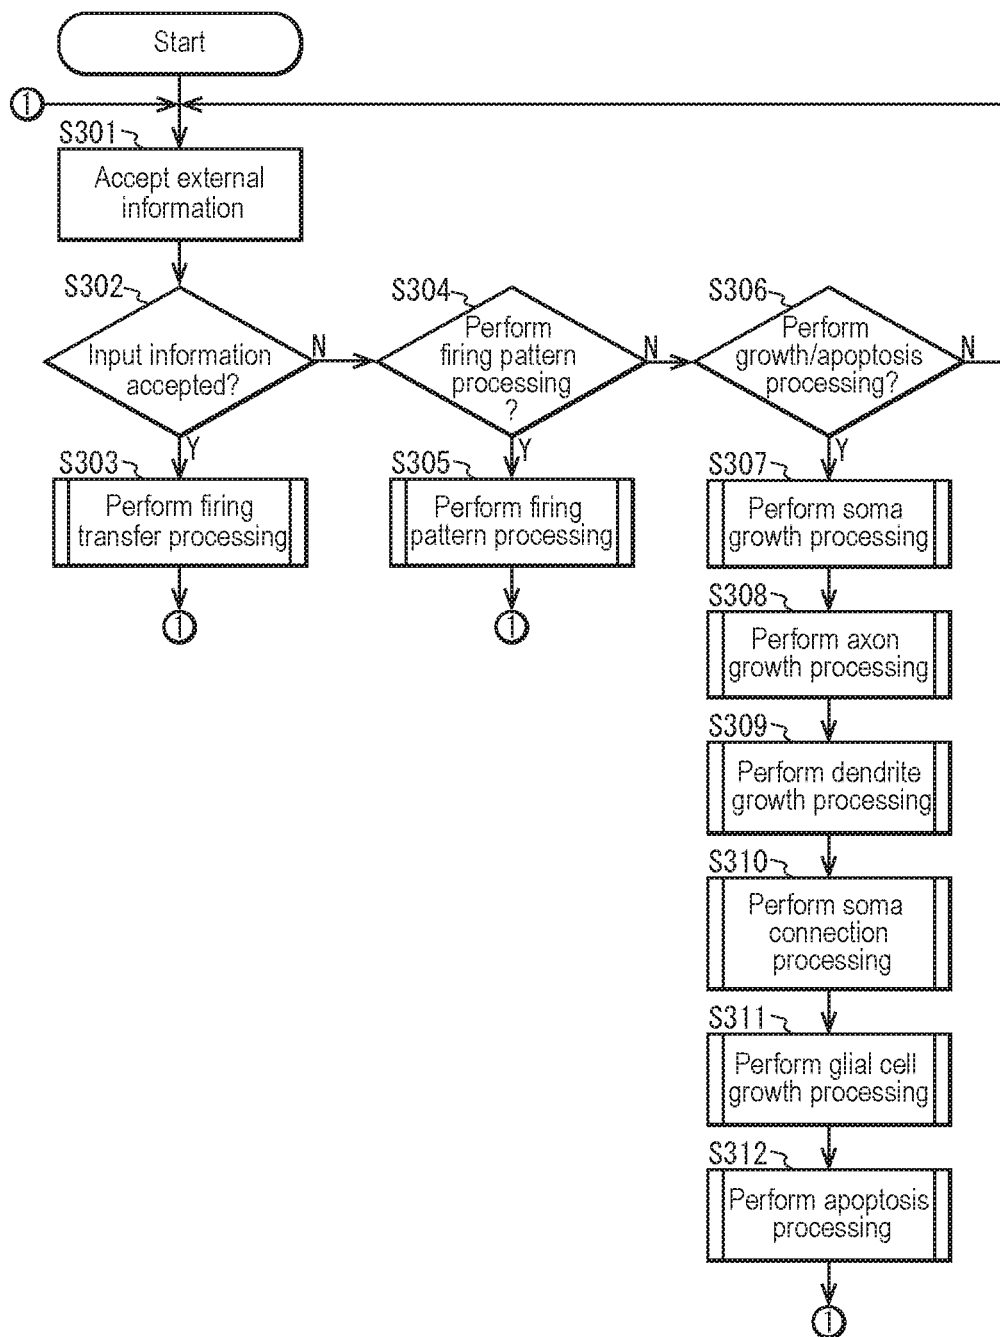 Start
1
S301
Accept external
information
S302
Input information
accepted?
N
Y
S304
Perform
firing pattern
processing
?
N
Y
S306
Perform
growth/apoptosis
processing?
N
Y
S303
Perform firing
transfer processing
1
S305
Perform firing
pattern processing
1
S307
Perform soma
growth processing
S308
Perform axon
growth processing
S309
Perform dendrite
growth processing
S310
Perform soma
connection
processing
S311
Perform glial cell
growth processing
S312
Perform apoptosis
processing
1